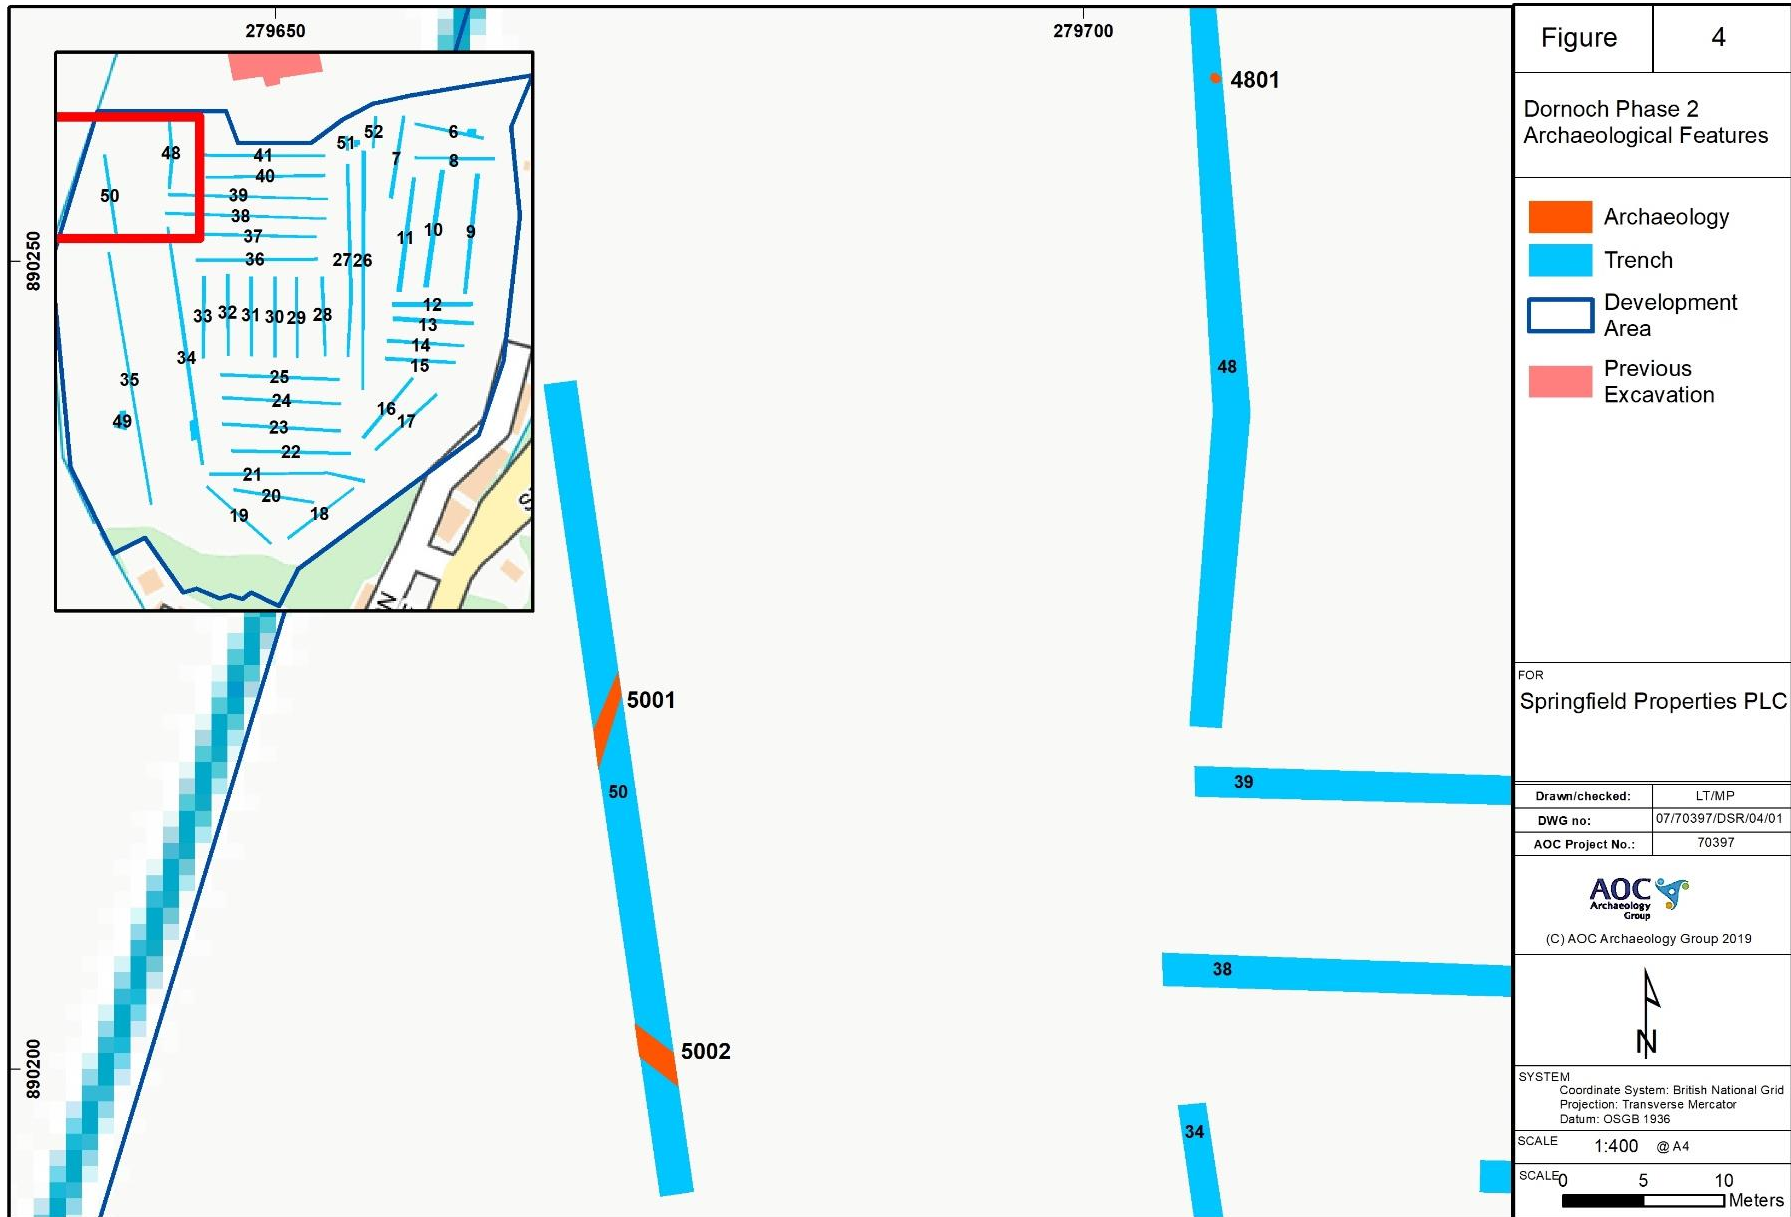 279650
279700
890250
890200
4801
48
5001
50
5002
39
38
34
48
50
41
40
39
38
37
36
51
52
7
6
8
11
10
9
27
26
33
32
31
30
29
28
12
13
14
15
34
35
49
25
24
23
22
21
20
19
18
16
17
N
Figure
4
Dornoch Phase 2
Archaeological Features
Archaeology
Trench
Development
Area
Previous
Excavation
FOR
Springfield Properties PLC
Drawn/checked: LT/MP
DWG no: 07/70397/DSR/04/01
AOC Project No.: 70397
AOC
Archaeology
Group
(C) AOC Archaeology Group 2019
N
SYSTEM
Coordinate System: British National Grid
Projection: Transverse Mercator
Datum: OSGB 1936
SCALE 1:400 @ A4
SCALE 0 5 10
Meters